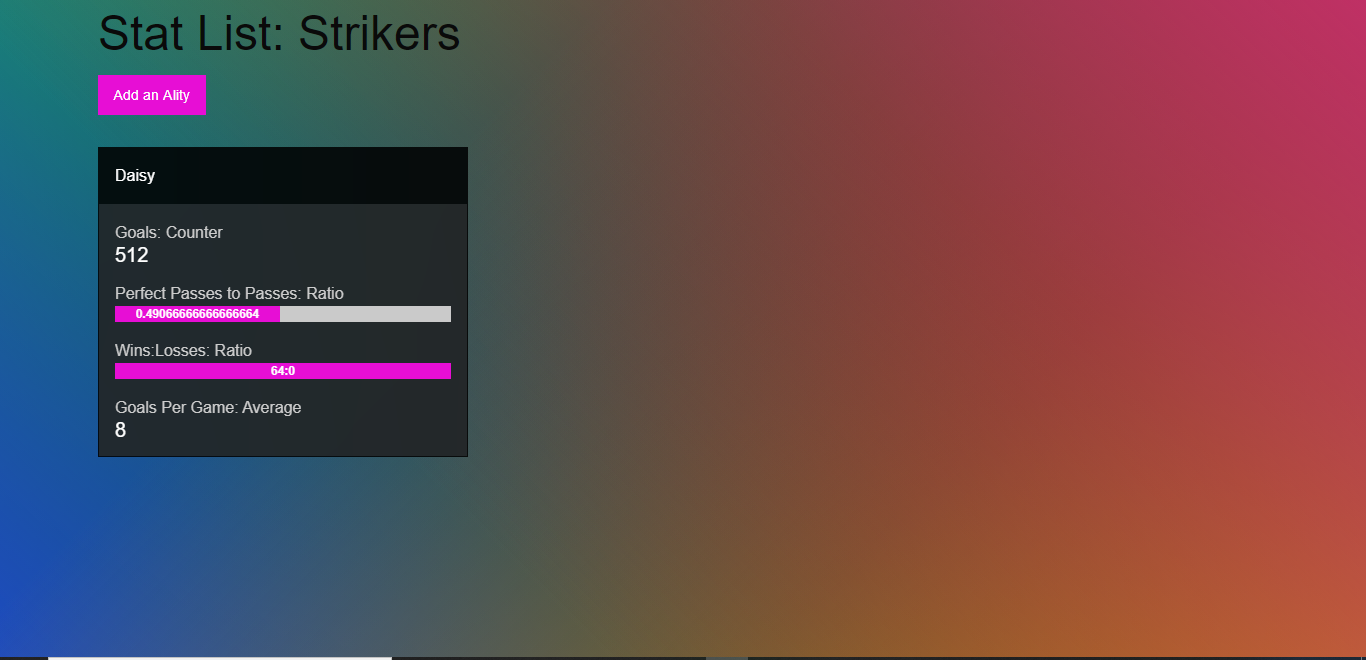 Stat List: Strikers
Add an Ality
Daisy
Goals: Counter
512
Perfect Passes to Passes: Ratio
0.49066666666666664
Wins:Losses: Ratio
64:0
Goals Per Game: Average
8